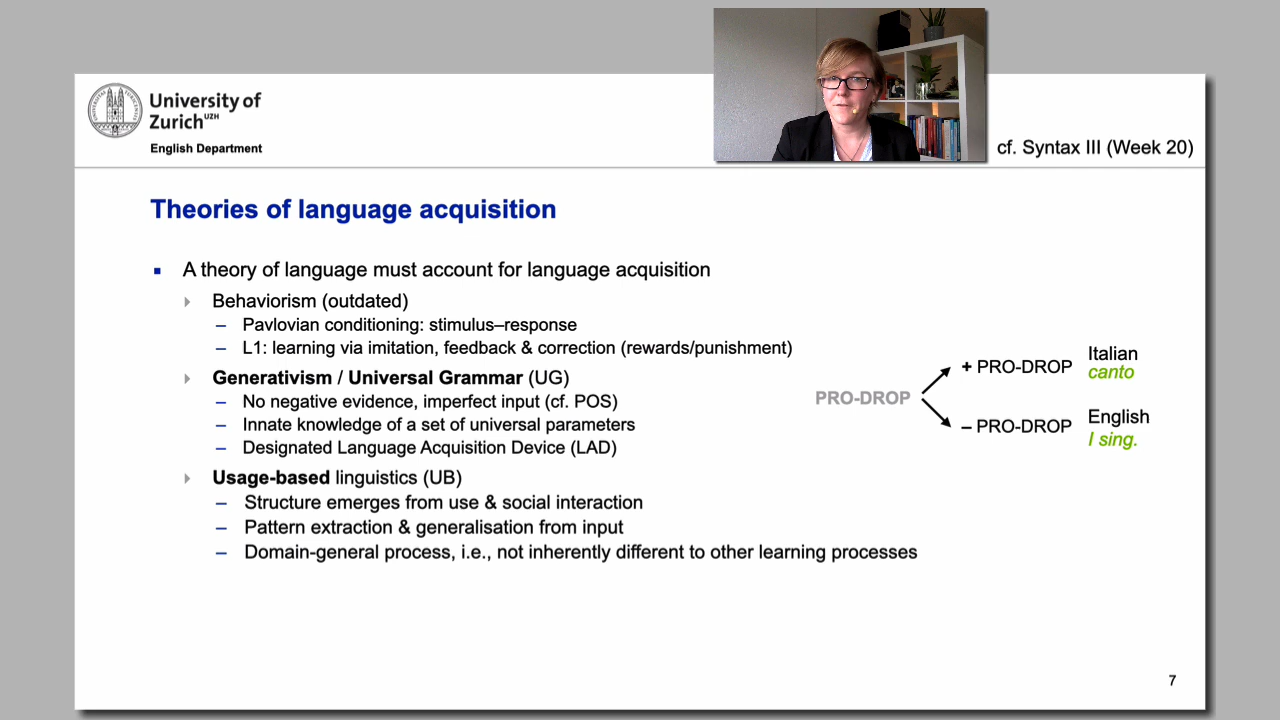 University of
Zurich UZH
English Department
cf. Syntax III (Week 20)
Theories of language acquisition
▪ A theory of language must account for language acquisition
Behaviorism (outdated)
– Pavlovian conditioning: stimulus–response
– L1: learning via imitation, feedback & correction (rewards/punishment)
Generativism / Universal Grammar (UG)
– No negative evidence, imperfect input (cf. POS)
– Innate knowledge of a set of universal parameters
– Designated Language Acquisition Device (LAD)
Usage-based linguistics (UB)
– Structure emerges from use & social interaction
– Pattern extraction & generalisation from input
– Domain-general process, i.e., not inherently different to other learning processes
PRO-DROP
+ PRO-DROP
Italian
canto
– PRO-DROP
English
I sing.
7